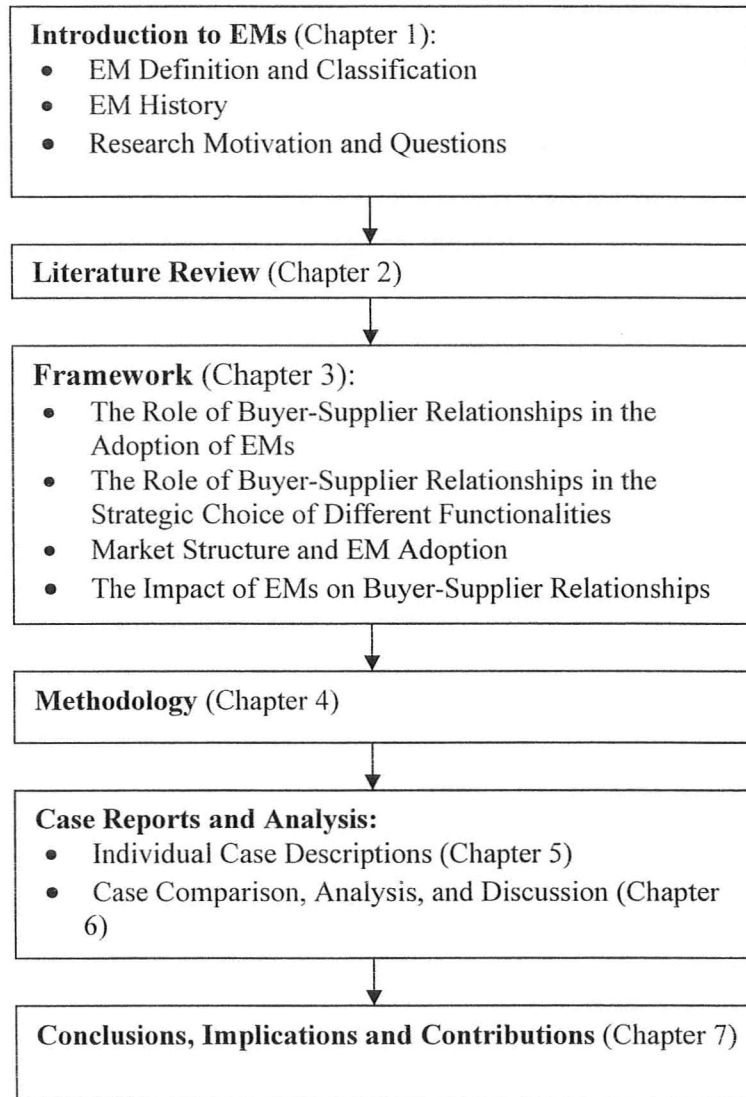 Introduction to EMs (Chapter 1):
• EM Definition and Classification
• EM History
• Research Motivation and Questions
Literature Review (Chapter 2)
Framework (Chapter 3):
• The Role of Buyer-Supplier Relationships in the
Adoption of EMs
• The Role of Buyer-Supplier Relationships in the
Strategic Choice of Different Functionalities
• Market Structure and EM Adoption
• The Impact of EMs on Buyer-Supplier Relationships
Methodology (Chapter 4)
Case Reports and Analysis:
• Individual Case Descriptions (Chapter 5)
• Case Comparison, Analysis, and Discussion (Chapter
6)
Conclusions, Implications and Contributions (Chapter 7)